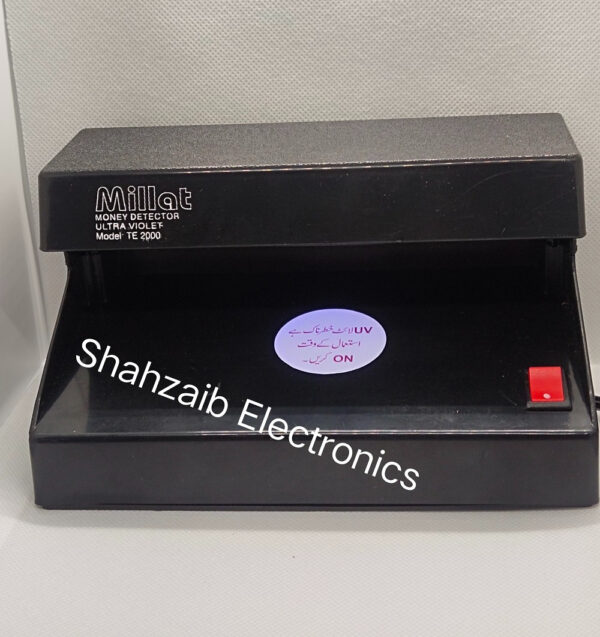 Millat
MONEY DETECTOR
ULTRA VIOLET
Model: TE 2000
UV لائٹ خطرناک ہے
استعمال کے وقت
ON کریں۔
Shahzaib Electronics